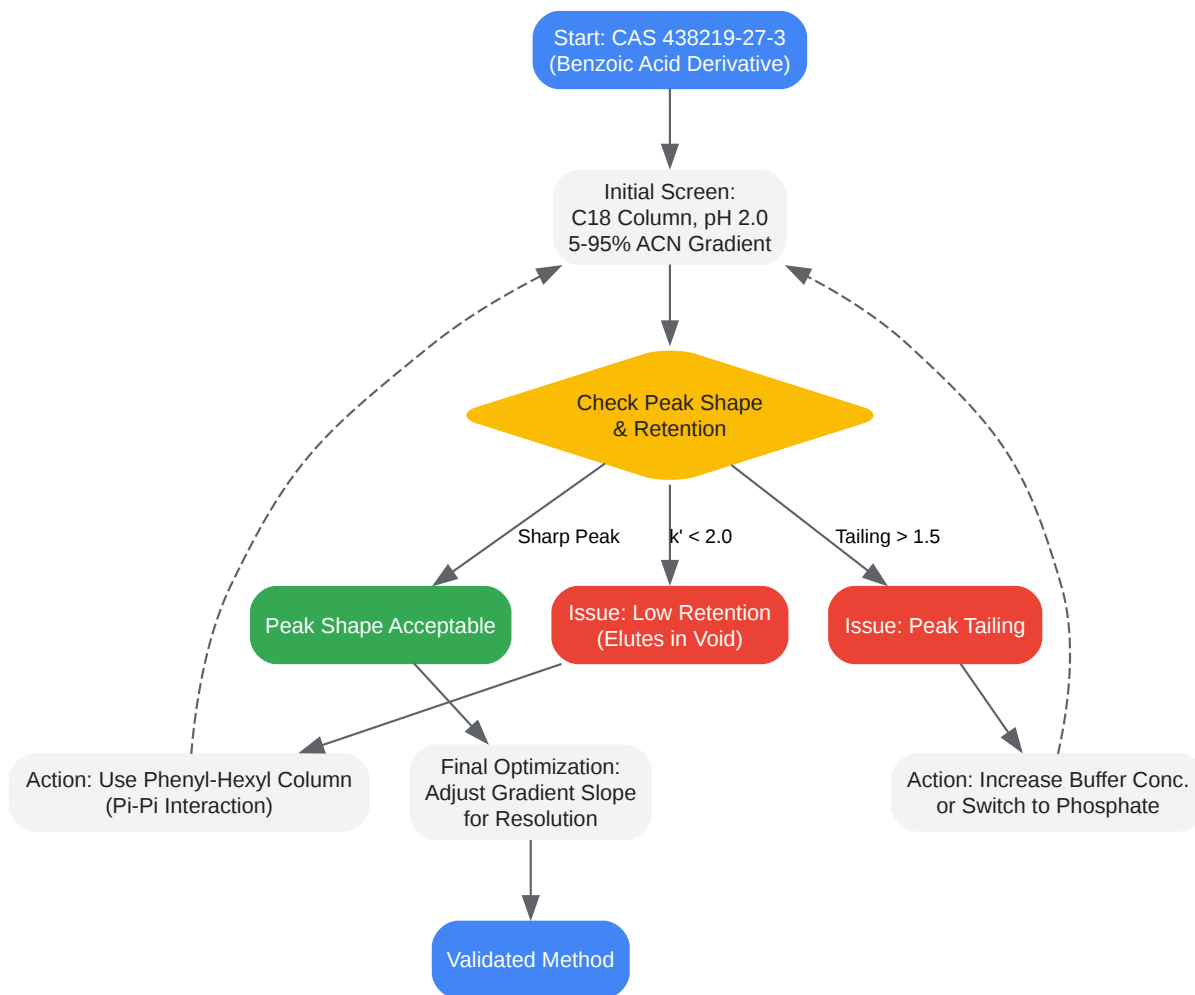 Start: CAS 438219-27-3
(Benzoic Acid Derivative)
Initial Screen:
C18 Column, pH 2.0
5-95% ACN Gradient
Check Peak Shape
& Retention
Sharp Peak
k' < 2.0
Tailing > 1.5
Peak Shape Acceptable
Issue: Low Retention
(Elutes in Void)
Issue: Peak Tailing
Action: Use Phenyl-Hexyl Column
(Pi-Pi Interaction)
Final Optimization:
Adjust Gradient Slope
for Resolution
Action: Increase Buffer Conc.
or Switch to Phosphate
Validated Method